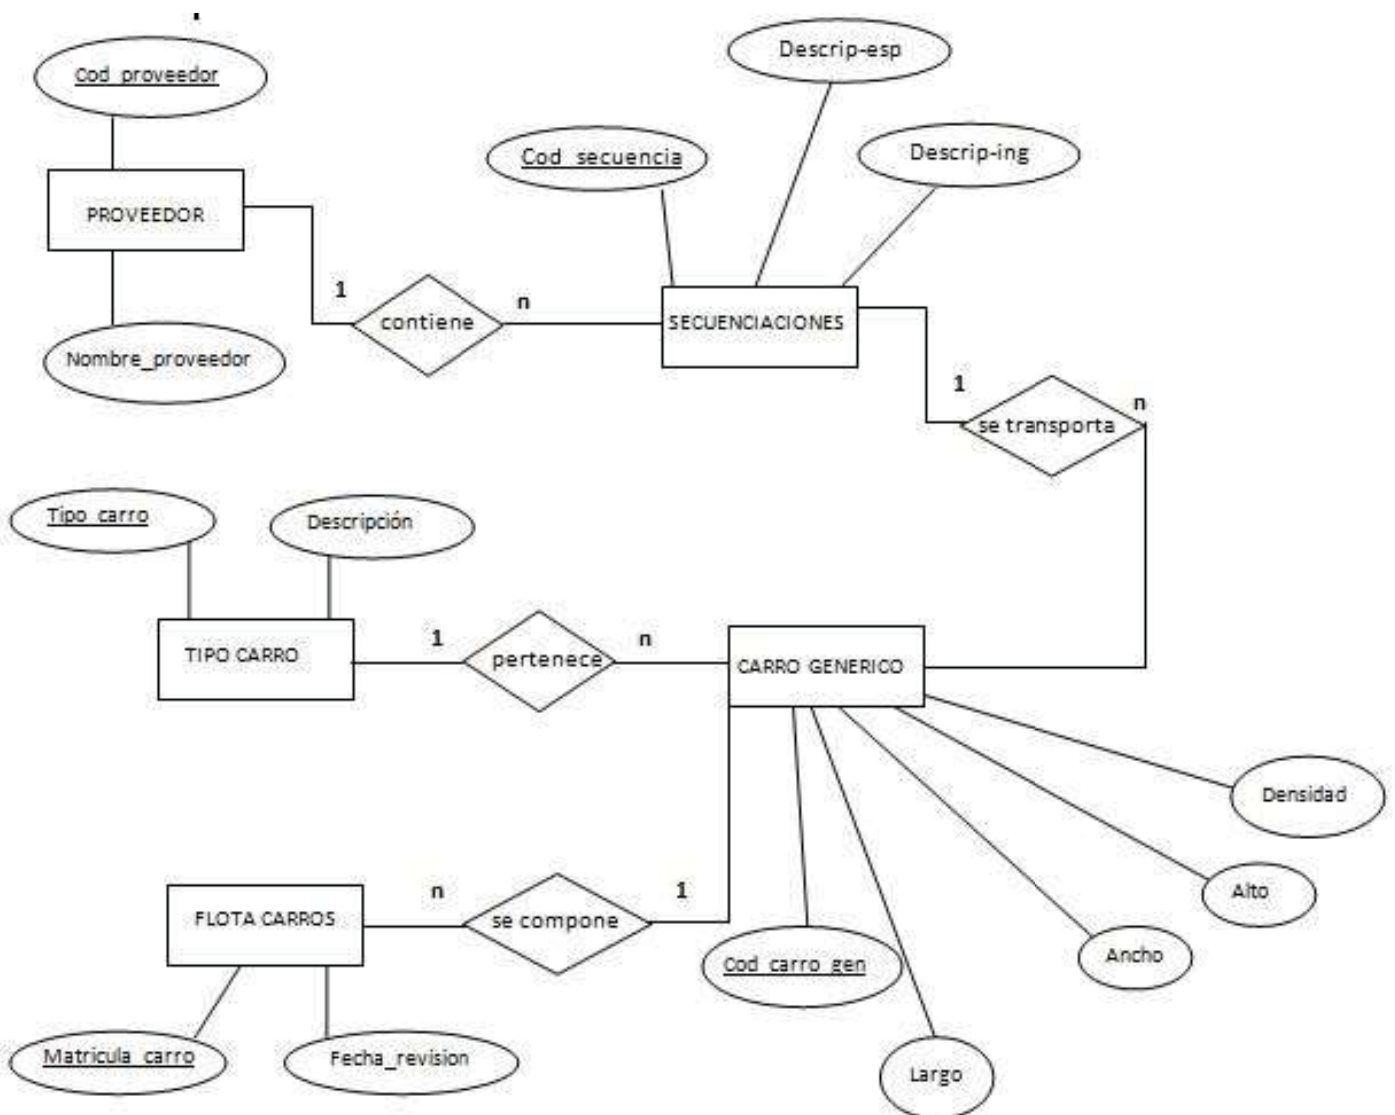 Cod_proveedor
Descrip-esp
Cod_secuencia
Descrip-ing
PROVEEDOR
1
contiene
n
SECUENCIACIONES
Nombre_proveedor
1
se transporta
n
Tipo_carro
Descripción
TIPO CARRO
1
pertenece
n
CARRO GENERICO
Densidad
Alto
FLOTA CARROS
n
se compone
1
Cod_carro_gen
Ancho
Matricula_carro
Fecha_revision
Largo